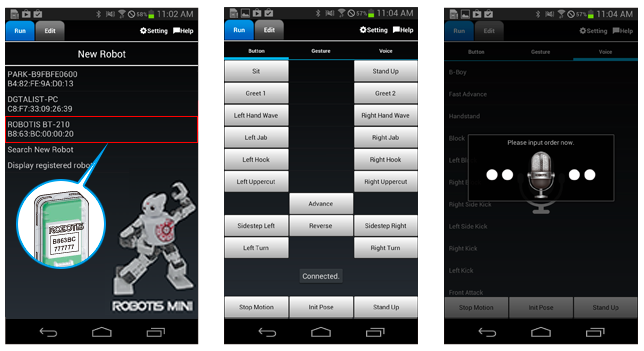 58% 11:02 AM
Run Edit Setting Help
New Robot
PARK-B9FBFE0600
B4:82:FE:9A:D0:13
DGTALIST-PC
C8:F7:33:09:26:39
ROBOTIS BT-210
B8:63:BC:00:00:20
Search New Robot
Display registered robot
ROBOTIS
B863BC
777777
ROBOTIS MINI
57% 11:04 AM
Run Edit Setting Help
Button Gesture Voice
Sit Stand Up
Greet 1 Greet 2
Left Hand Wave Right Hand Wave
Left Jab Right Jab
Left Hook Right Hook
Left Uppercut Right Uppercut
Advance
Sidestep Left Reverse Sidestep Right
Left Turn Right Turn
Connected.
Stop Motion Init Pose Stand Up
57% 11:04 AM
Run Edit Setting Help
Button Gesture Voice
B-Boy
Fast Advance
Handstand
Block
Please input order now.
Left Bl
Right B
Right Side Kick
Left Side Kick
Right Kick
Left Kick
Front Attack
Stop Motion Init Pose Stand Up